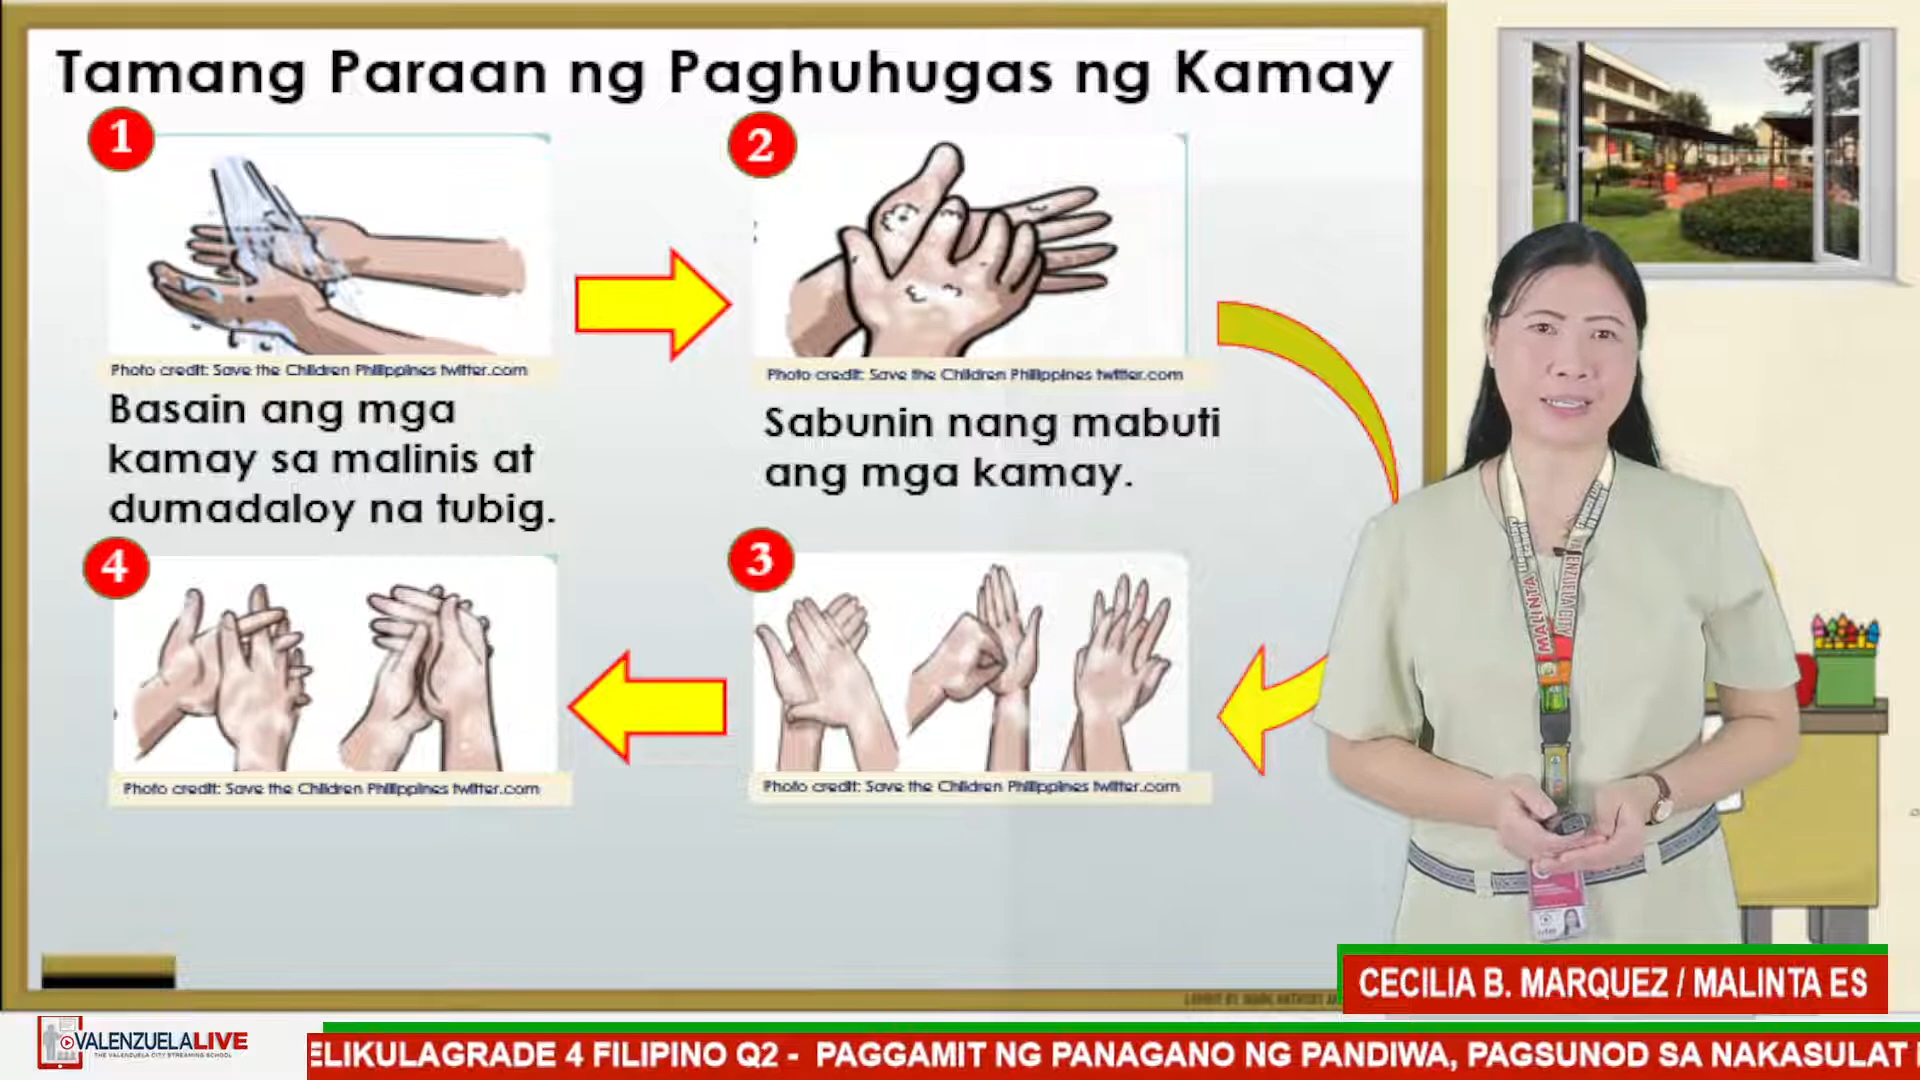 Tamang Paraan ng Paghuhugas ng Kamay
1
2
Photo credit: Save the Children Philippines twitter.com
Photo credit: Save the Children Philippines twitter.com
Basain ang mga
kamay sa malinis at
dumadaloy na tubig.
Sabunin nang mabuti
ang mga kamay.
4
3
Photo credit: Save the Children Philippines twitter.com
Photo credit: Save the Children Philippines twitter.com
MALINTA
CECILIA B. MARQUEZ / MALINTA ES
VALENZUELALIVE
THE VALENZUELA CITY STREAMING SCHOOL
ELIKULAGRADE 4 FILIPINO Q2 - PAGGAMIT NG PANAGANO NG PANDIWA, PAGSUNOD SA NAKASULAT